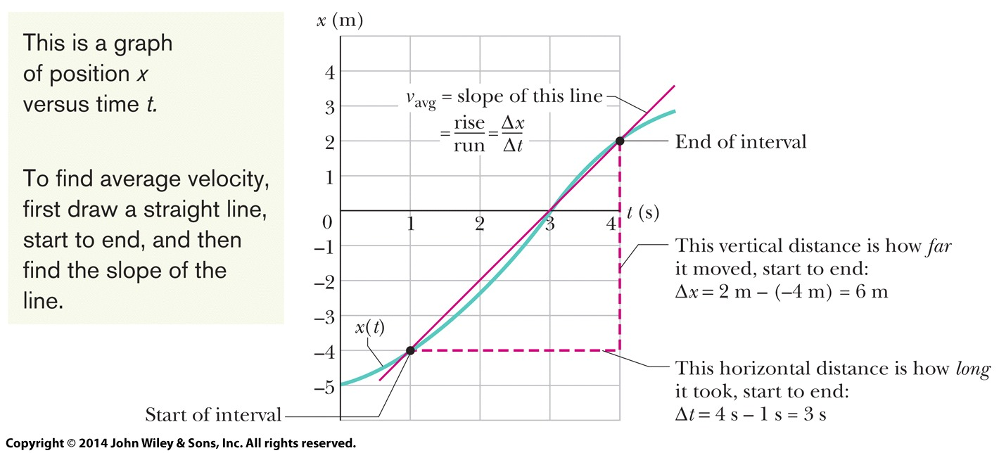 This is a graph
of position x
versus time t.
To find average velocity,
first draw a straight line,
start to end, and then
find the slope of the
line.
x (m)
4
3
2
1
0
–1
–2
–3
–4
–5
1
2
3
4
t (s)
vavg = slope of this line
= rise/run = Δx/Δt
End of interval
This vertical distance is how far
it moved, start to end:
Δx = 2 m – (–4 m) = 6 m
x(t)
This horizontal distance is how long
it took, start to end:
Δt = 4 s – 1 s = 3 s
Start of interval
Copyright © 2014 John Wiley & Sons, Inc. All rights reserved.